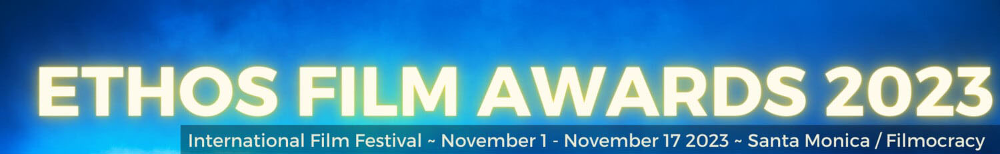 ETHOS FILM AWARDS 2023
International Film Festival ~ November 1 - November 17 2023 ~ Santa Monica / Filmocracy